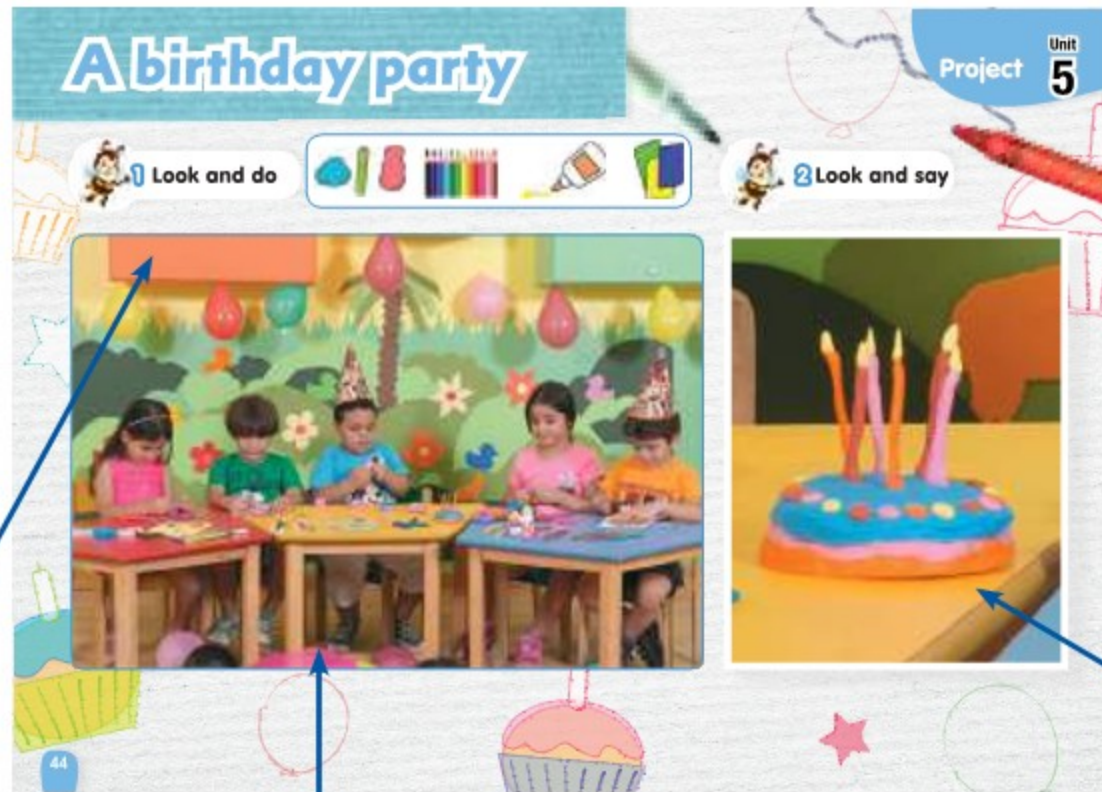 A birthday party
Project
Unit
5
1 Look and do
2 Look and say
44